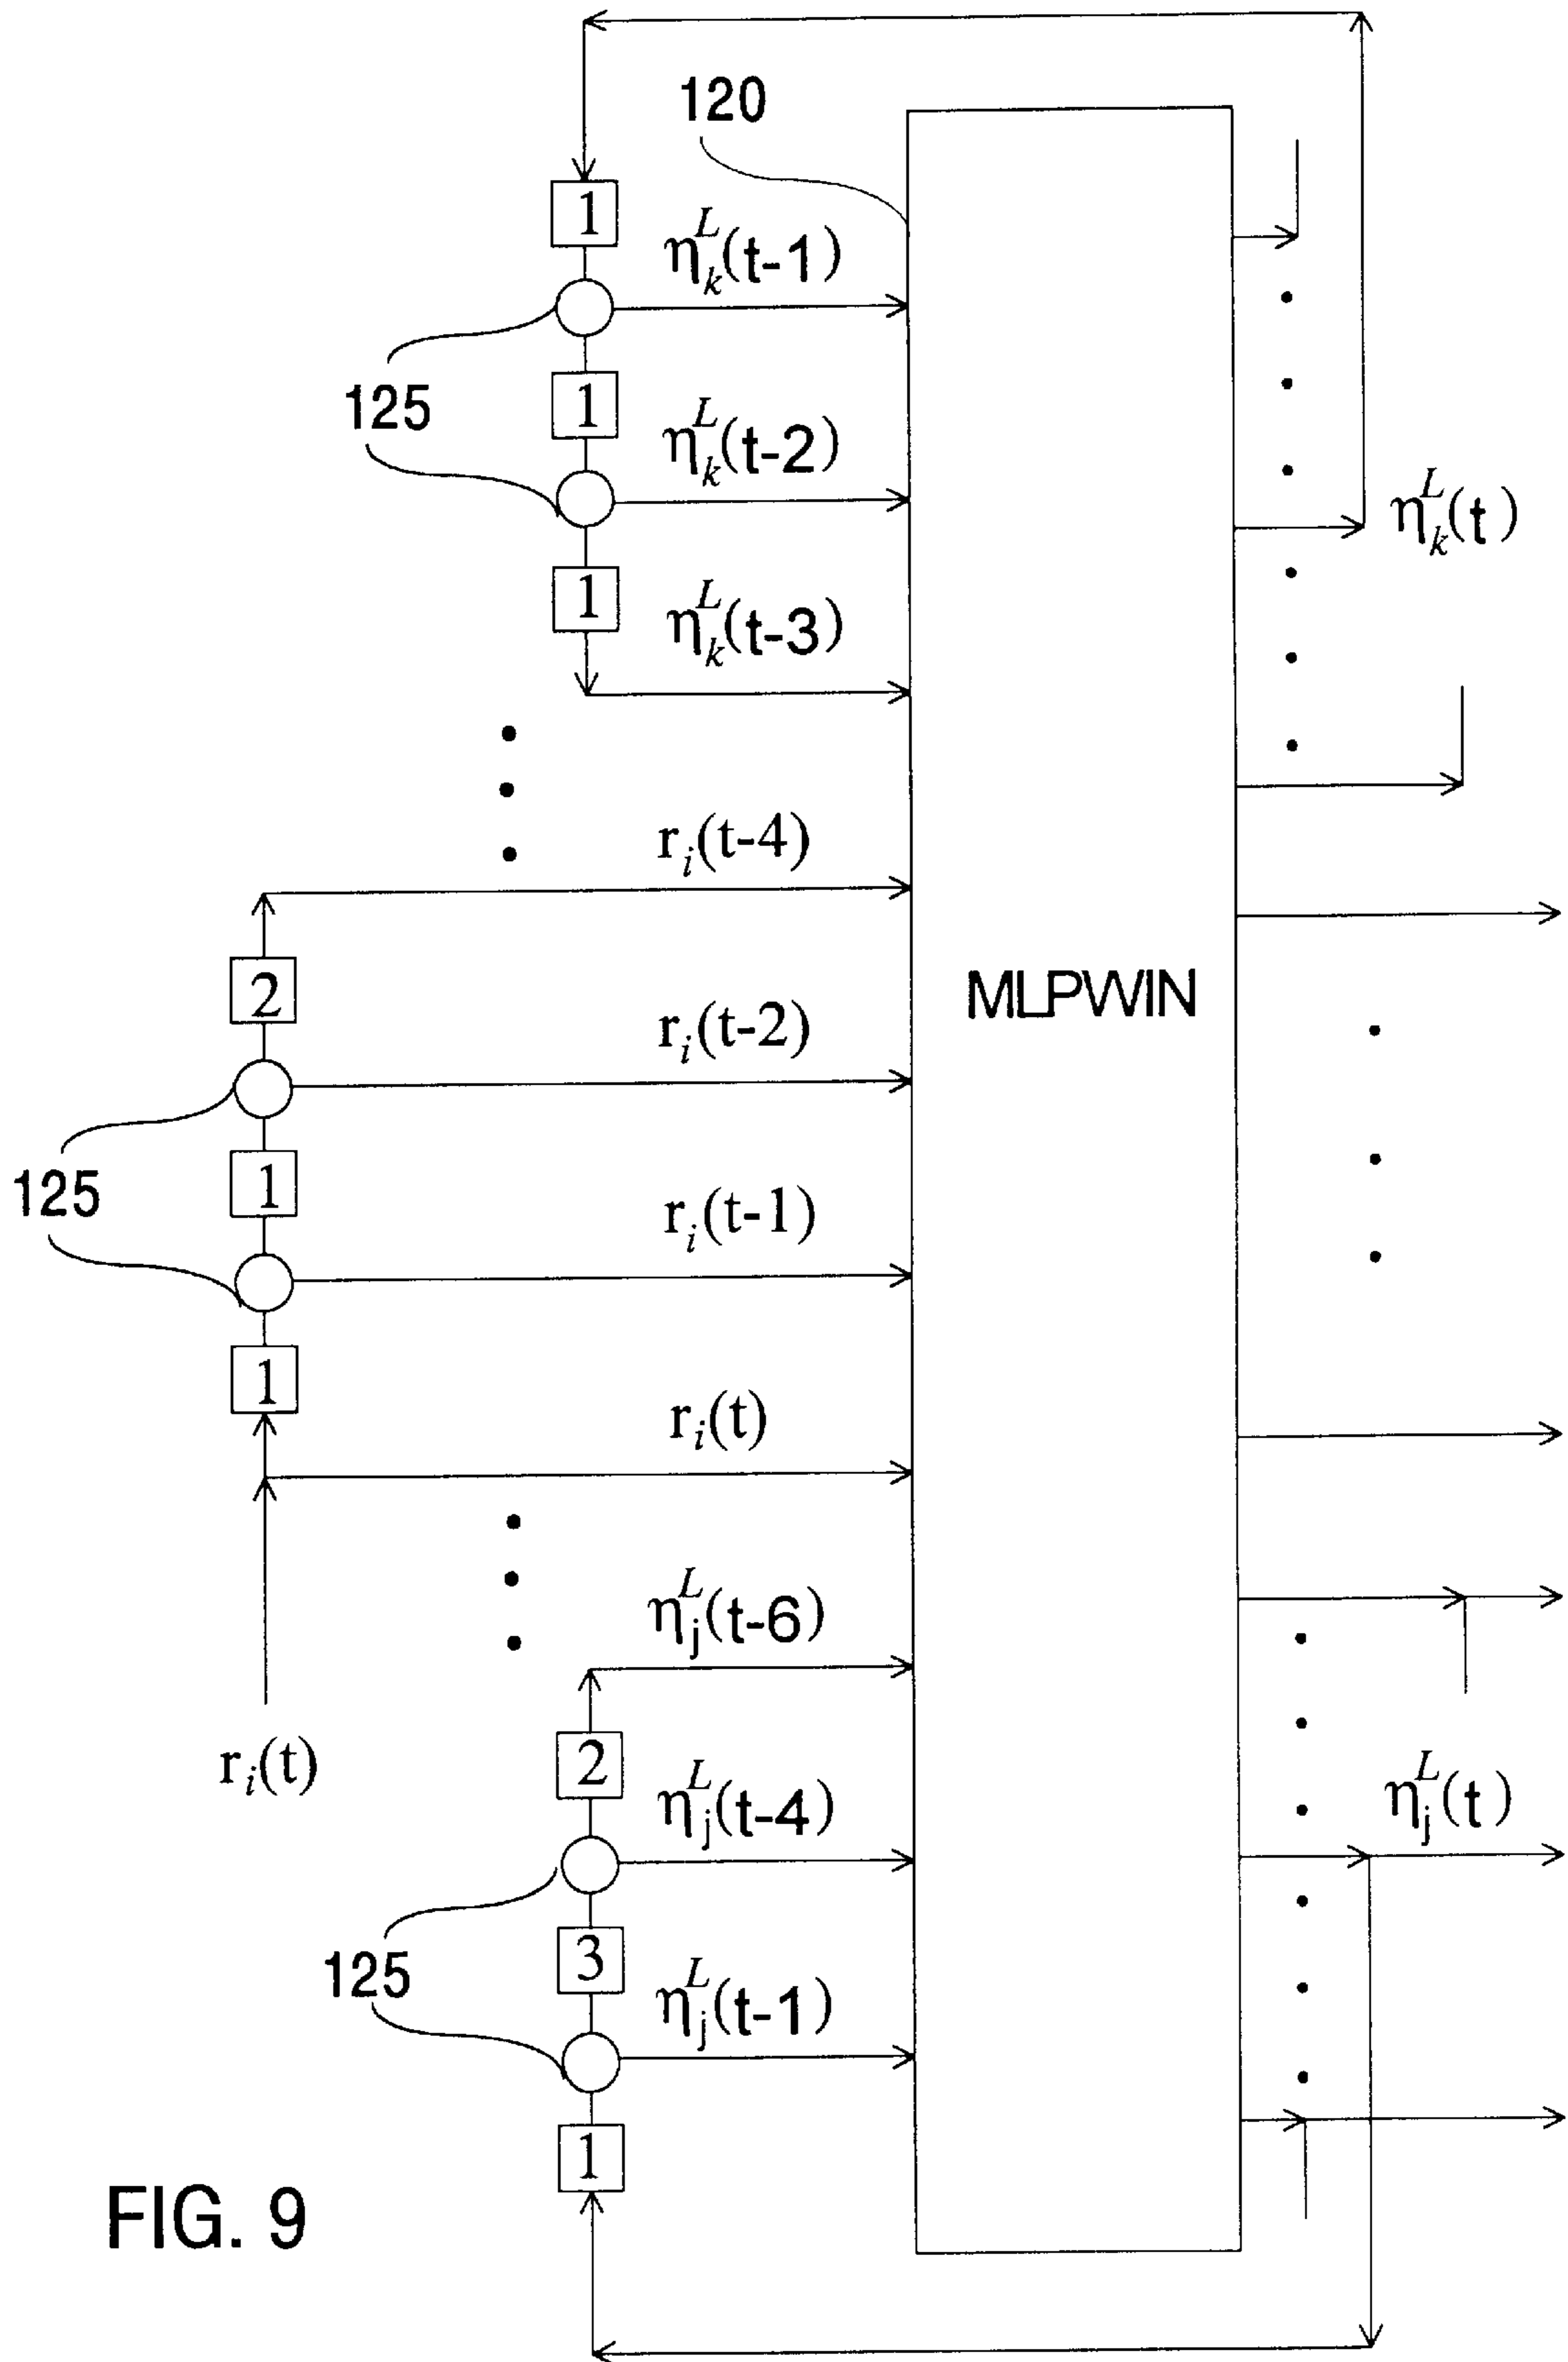 120
1
η_k^L(t-1)
125
1
η_k^L(t-2)
η_k^L(t)
1
η_k^L(t-3)
r_i(t-4)
2
MLPWIN
r_i(t-2)
125
1
r_i(t-1)
1
r_i(t)
η_j^L(t-6)
r_i(t)
2
η_j^L(t-4)
η_j^L(t)
125
3
η_j^L(t-1)
1
FIG. 9